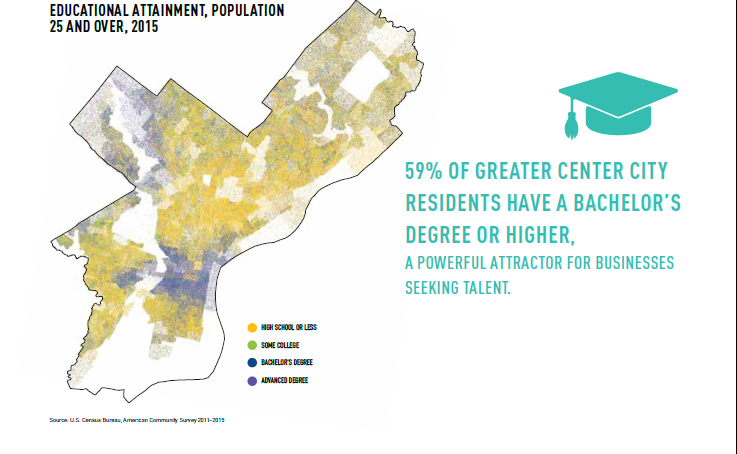 EDUCATIONAL ATTAINMENT, POPULATION
25 AND OVER, 2015
59% OF GREATER CENTER CITY
RESIDENTS HAVE A BACHELOR'S
DEGREE OR HIGHER,
A POWERFUL ATTRACTOR FOR BUSINESSES
SEEKING TALENT.
HIGH SCHOOL OR LESS
SOME COLLEGE
BACHELOR'S DEGREE
ADVANCED DEGREE
Source: U.S. Census Bureau, American Community Survey 2011–2015